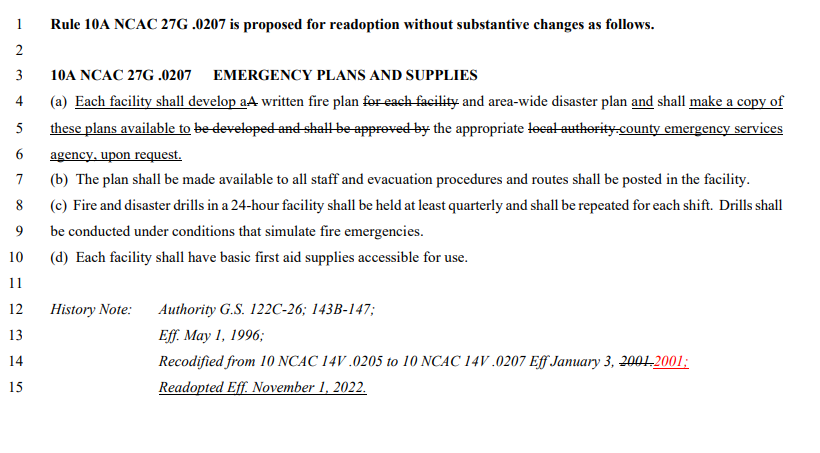 1 Rule 10A NCAC 27G .0207 is proposed for readoption without substantive changes as follows.
2
3 10A NCAC 27G .0207 EMERGENCY PLANS AND SUPPLIES
4 (a) Each facility shall develop aA written fire plan for each facility and area-wide disaster plan and shall make a copy of
5 these plans available to be developed and shall be approved by the appropriate local authority.county emergency services
6 agency, upon request.
7 (b) The plan shall be made available to all staff and evacuation procedures and routes shall be posted in the facility.
8 (c) Fire and disaster drills in a 24-hour facility shall be held at least quarterly and shall be repeated for each shift. Drills shall
9 be conducted under conditions that simulate fire emergencies.
10 (d) Each facility shall have basic first aid supplies accessible for use.
11
12 History Note: Authority G.S. 122C-26; 143B-147;
13 Eff. May 1, 1996;
14 Recodified from 10 NCAC 14V .0205 to 10 NCAC 14V .0207 Eff January 3, 2001.2001;
15 Readopted Eff. November 1, 2022.